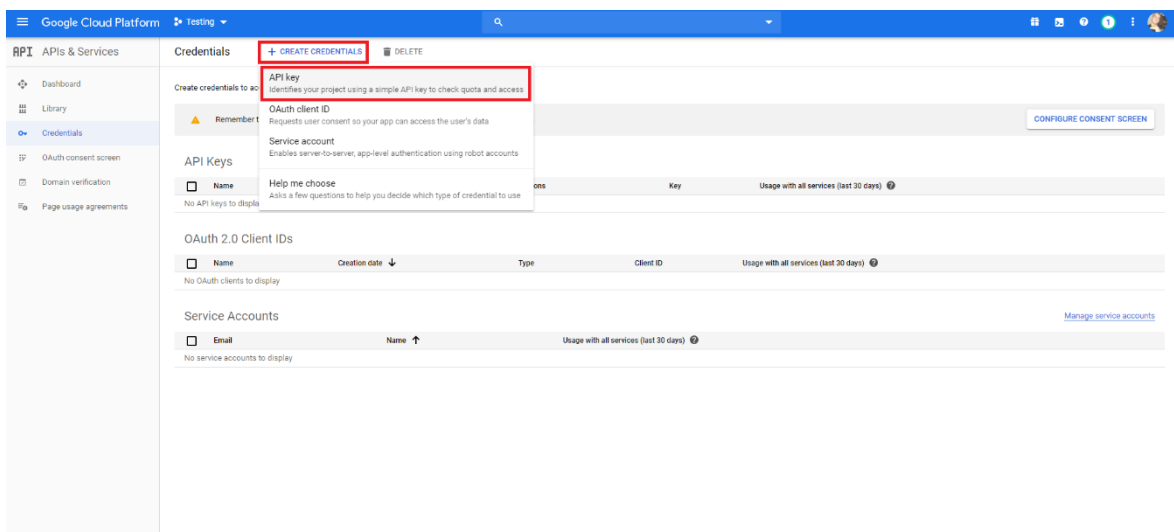 Google Cloud Platform
Testing
1
API APIs & Services
Credentials
+ CREATE CREDENTIALS
DELETE
Dashboard
Library
Credentials
OAuth consent screen
Domain verification
Page usage agreements
Create credentials to
API key
Identifies your project using a simple API key to check quota and access
OAuth client ID
Requests user consent so your app can access the user's data
Service account
Enables server-to-server, app-level authentication using robot accounts
Help me choose
Asks a few questions to help you decide which type of credential to use
Remember
CONFIGURE CONSENT SCREEN
API Keys
Name Key Usage with all services (last 30 days)
No API keys to
OAuth 2.0 Client IDs
Name Creation date Type Client ID Usage with all services (last 30 days)
No OAuth clients to display
Service Accounts
Manage service accounts
Email Name Usage with all services (last 30 days)
No service accounts to display